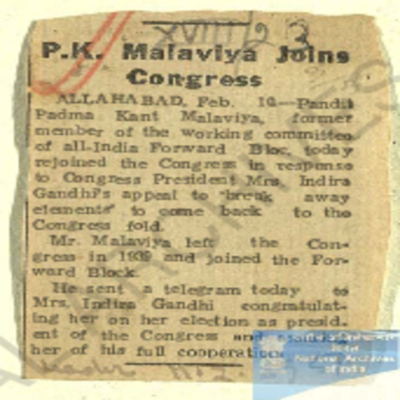 P.K. Malaviya Joins
Congress
ALLAHABAD, Feb. 10—Pandit
Padma Kant Malaviya, former
member of the working committee
of all-India Forward Bloc, today
rejoined the Congress in response
to Congress President Mrs. Indira
Gandhi's appeal to "break away
elements" to come back to the
Congress fold.
Mr. Malaviya left the Con-
gress in 1939 and joined the For-
ward Block.
He sent a telegram today to
Mrs. Indira Gandhi congratulat-
ing her on her election as presid-
ent of the Congress and
her of his full cooperation
National Archives
of India